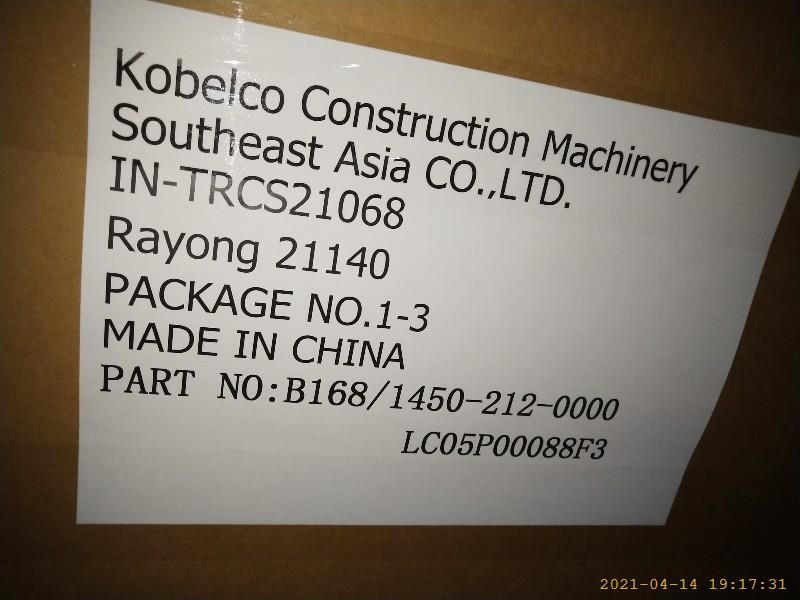 Kobelco Construction Machinery
Southeast Asia CO.,LTD.
IN-TRCS21068
Rayong 21140
PACKAGE NO.1-3
MADE IN CHINA
PART NO:B168/1450-212-0000
LC05P00088F3
2021-04-14 19:17:31